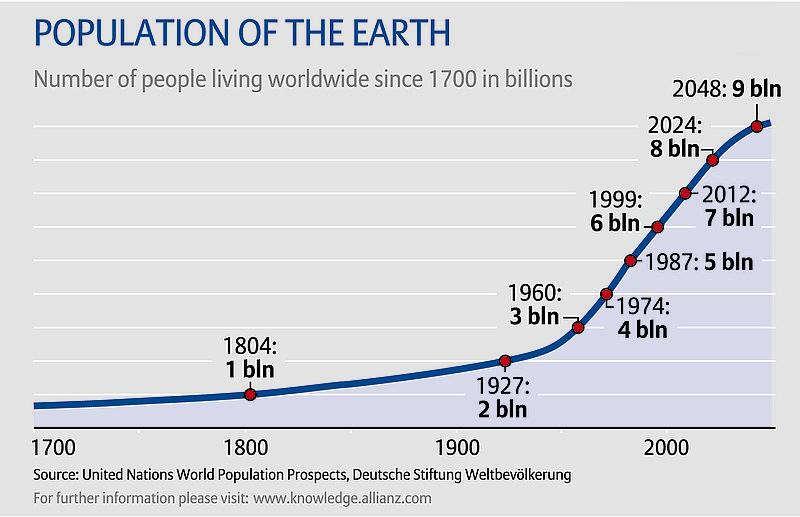 POPULATION OF THE EARTH
Number of people living worldwide since 1700 in billions
2048: 9 bln
2024:
8 bln
2012:
7 bln
1999:
6 bln
1987: 5 bln
1974:
4 bln
1960:
3 bln
1927:
2 bln
1804:
1 bln
1700 1800 1900 2000
Source: United Nations World Population Prospects, Deutsche Stiftung Weltbevölkerung
For further information please visit: www.knowledge.allianz.com